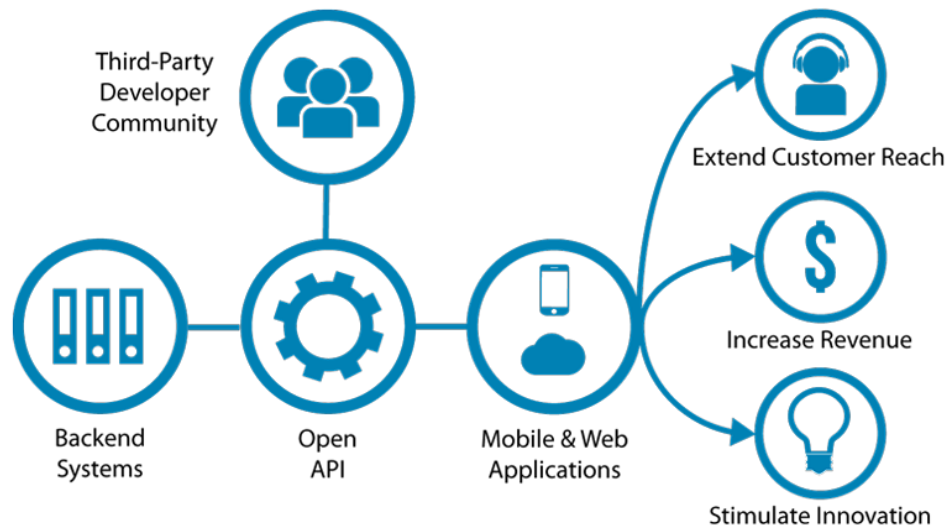 Third-Party
Developer
Community
Extend Customer Reach
$
Increase Revenue
Backend
Systems
Open
API
Mobile & Web
Applications
Stimulate Innovation